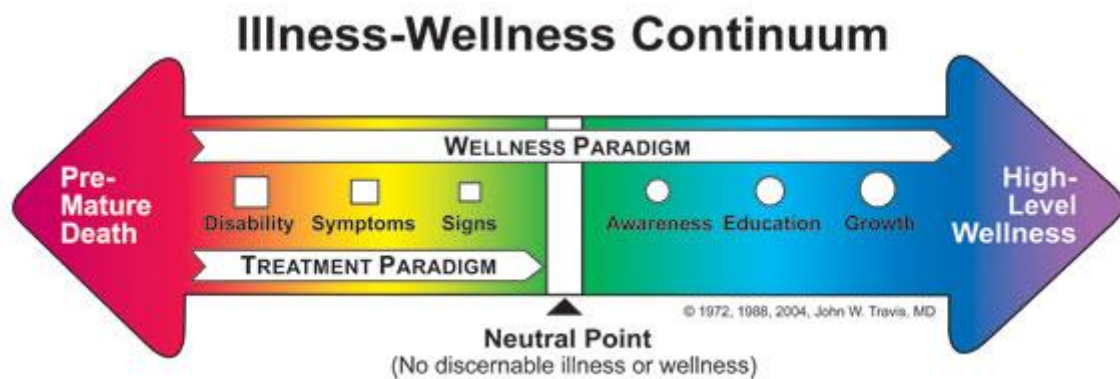 Illness-Wellness Continuum
WELLNESS PARADIGM
Pre-
Mature
Death
Disability
Symptoms
Signs
Awareness
Education
Growth
High-
Level
Wellness
TREATMENT PARADIGM
© 1972, 1988, 2004, John W. Travis, MD
Neutral Point
(No discernable illness or wellness)